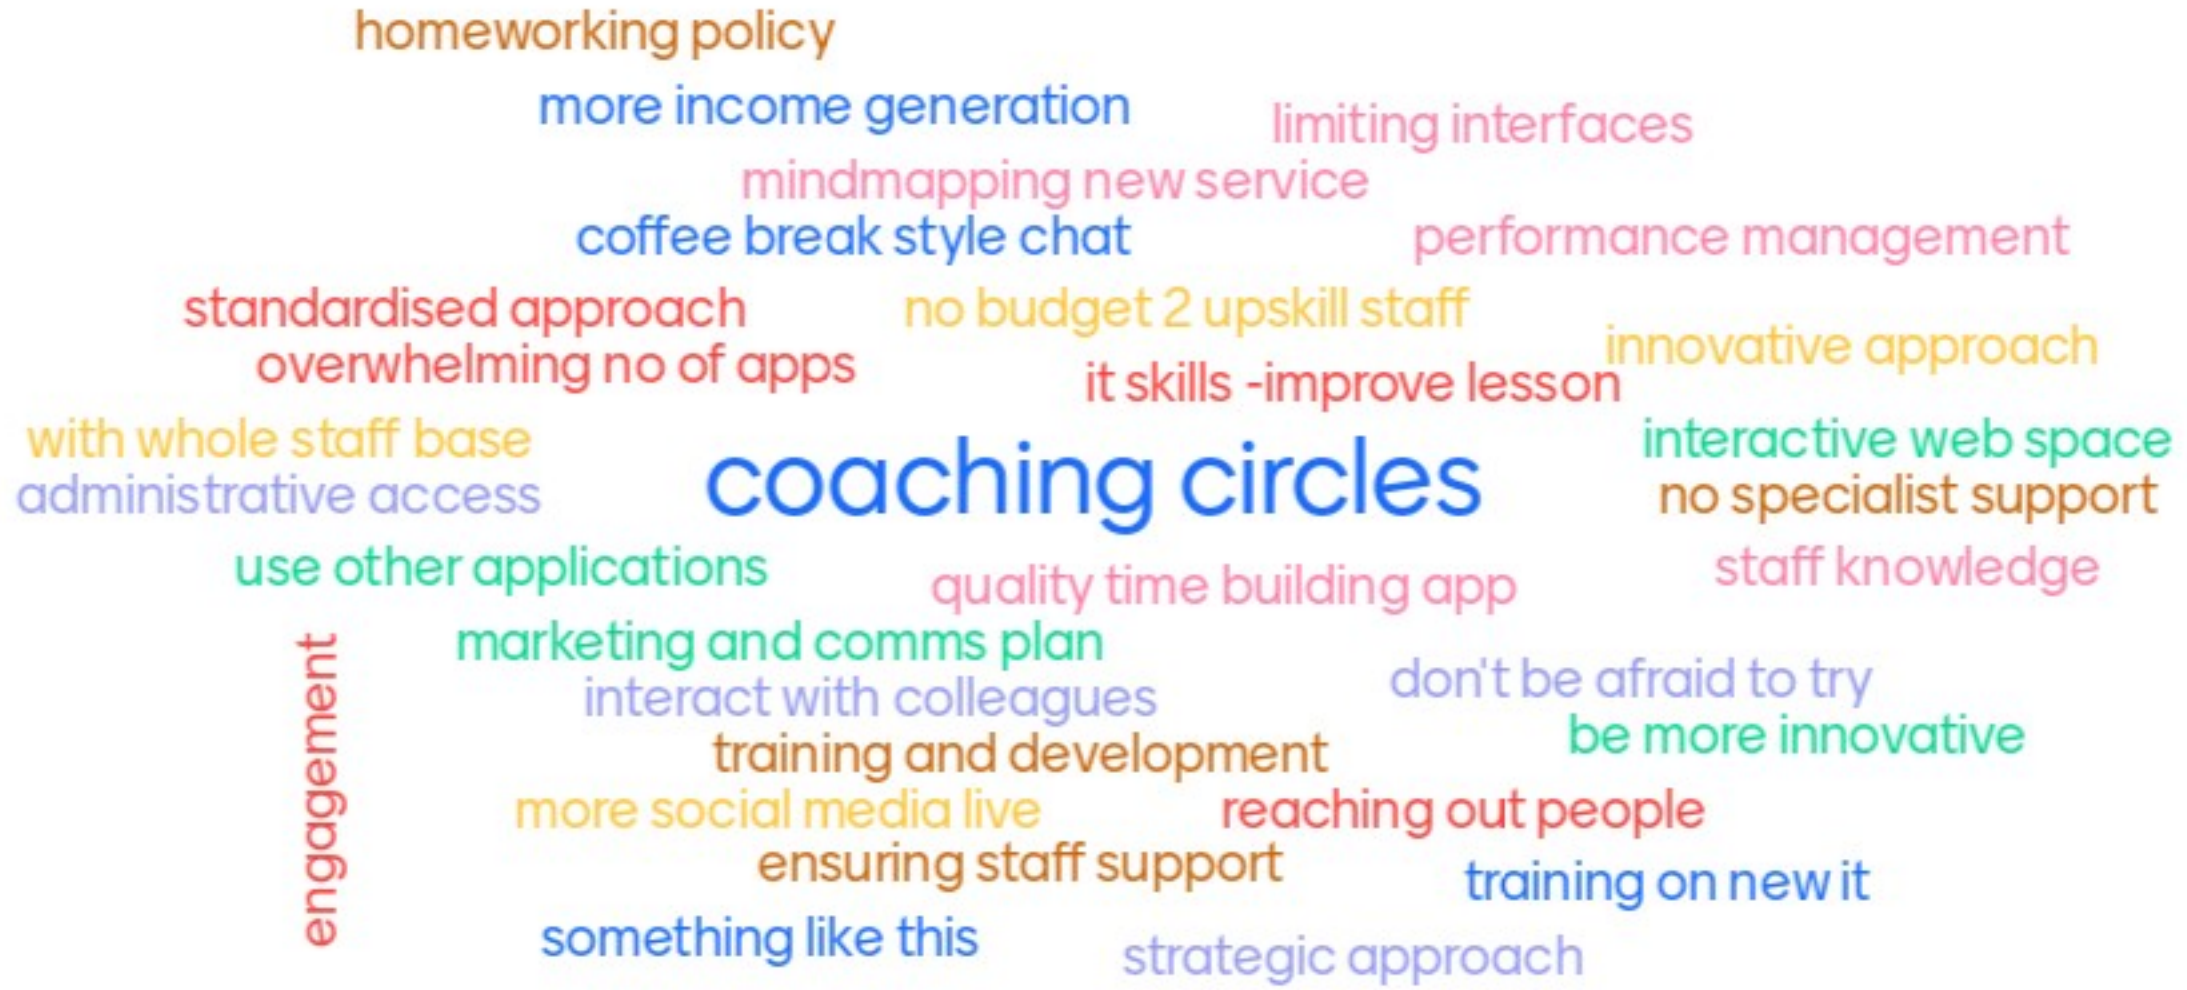 homeworking policy
more income generation
limiting interfaces
mindmapping new service
coffee break style chat
performance management
standardised approach
no budget 2 upskill staff
innovative approach
overwhelming no of apps
it skills -improve lesson
with whole staff base
interactive web space
coaching circles
administrative access
no specialist support
use other applications
quality time building app
staff knowledge
engagement
marketing and comms plan
don't be afraid to try
interact with colleagues
be more innovative
training and development
more social media live
reaching out people
ensuring staff support
training on new it
something like this
strategic approach